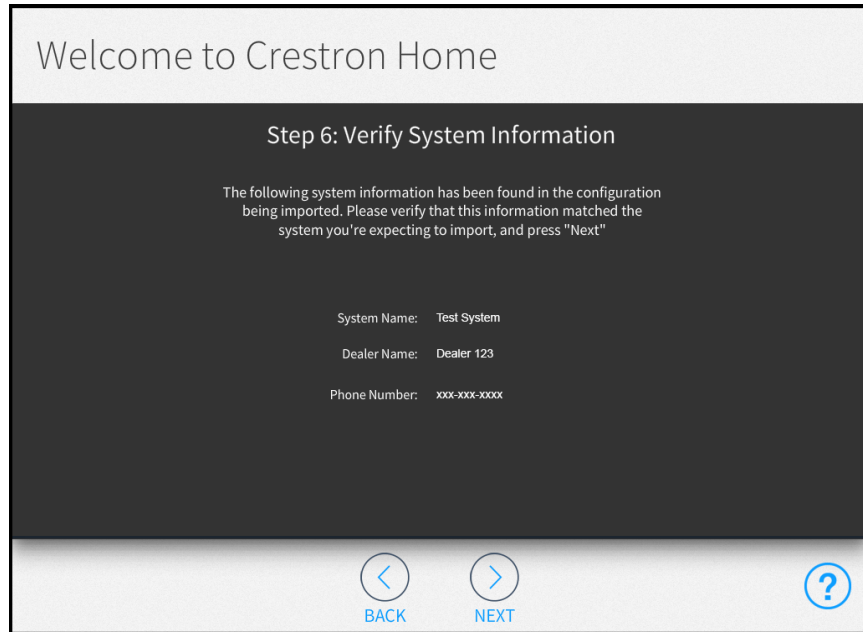 Welcome to Crestron Home
Step 6: Verify System Information
The following system information has been found in the configuration
being imported. Please verify that this information matched the
system you're expecting to import, and press "Next"
System Name: Test System
Dealer Name: Dealer 123
Phone Number: xxx-xxx-xxxx
BACK NEXT ?